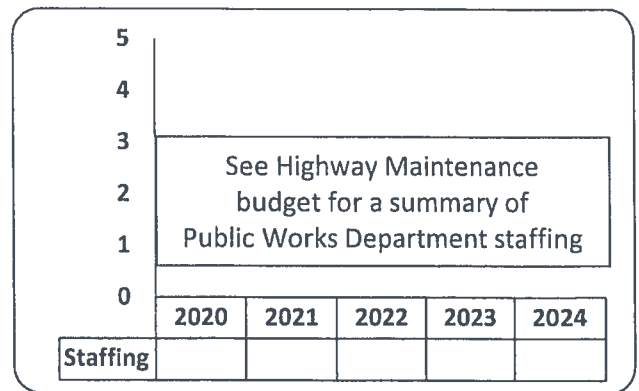 5
4
3
See Highway Maintenance
2
budget for a summary of
Public Works Department staffing
1
0
2020 2021 2022 2023 2024
Staffing